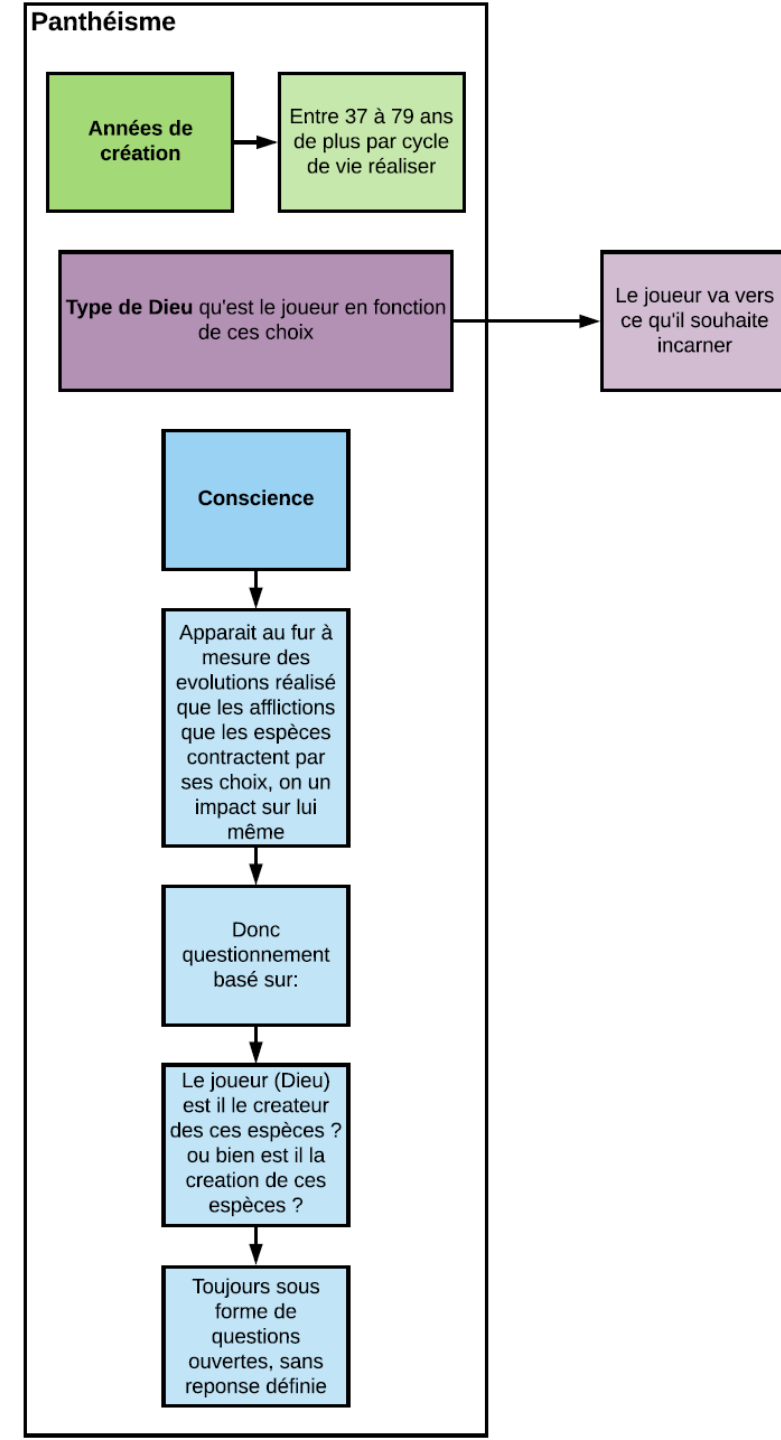 Panthéisme
Années de
création
Entre 37 à 79 ans
de plus par cycle
de vie réaliser
Type de Dieu qu'est le joueur en fonction
de ces choix
Le joueur va vers
ce qu'il souhaite
incarner
Conscience
Apparait au fur à
mesure des
evolutions réalisé
que les afflictions
que les espèces
contractent par
ses choix, on un
impact sur lui
même
Donc
questionnement
basé sur:
Le joueur (Dieu)
est il le createur
des ces espèces ?
ou bien est il la
creation de ces
espèces ?
Toujours sous
forme de
questions
ouvertes, sans
reponse définie